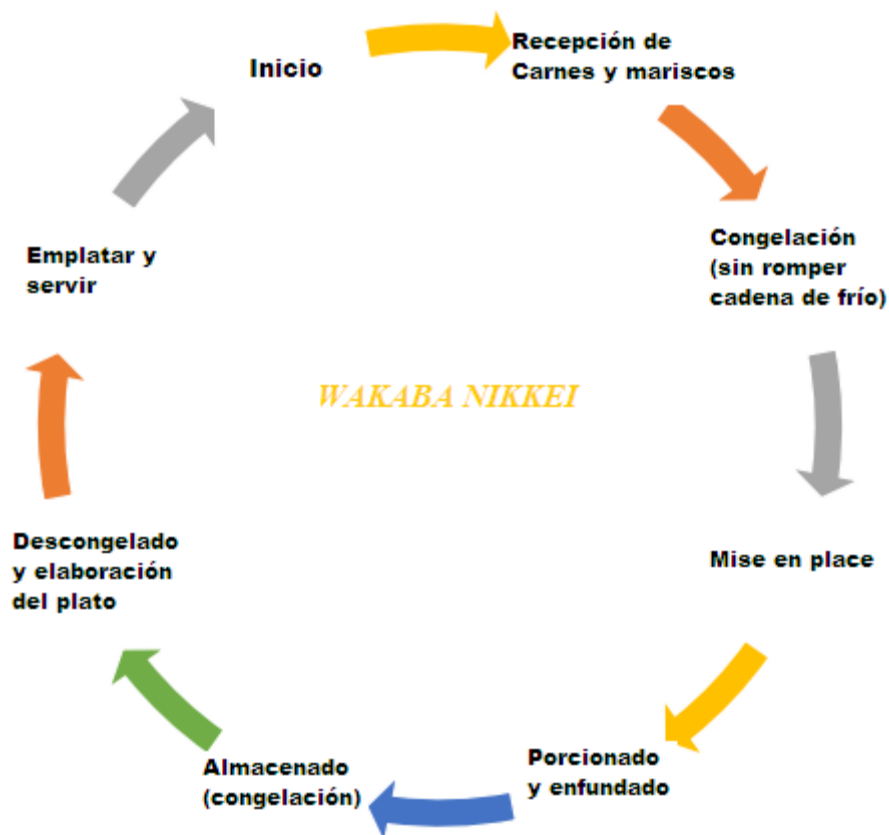 Inicio
Recepción de
Carnes y mariscos
Congelación
(sin romper
cadena de frío)
Mise en place
Porcionado
y enfundado
Almacenado
(congelación)
Descongelado
y elaboración
del plato
Emplatar y
servir
WAKABA NIKKEI